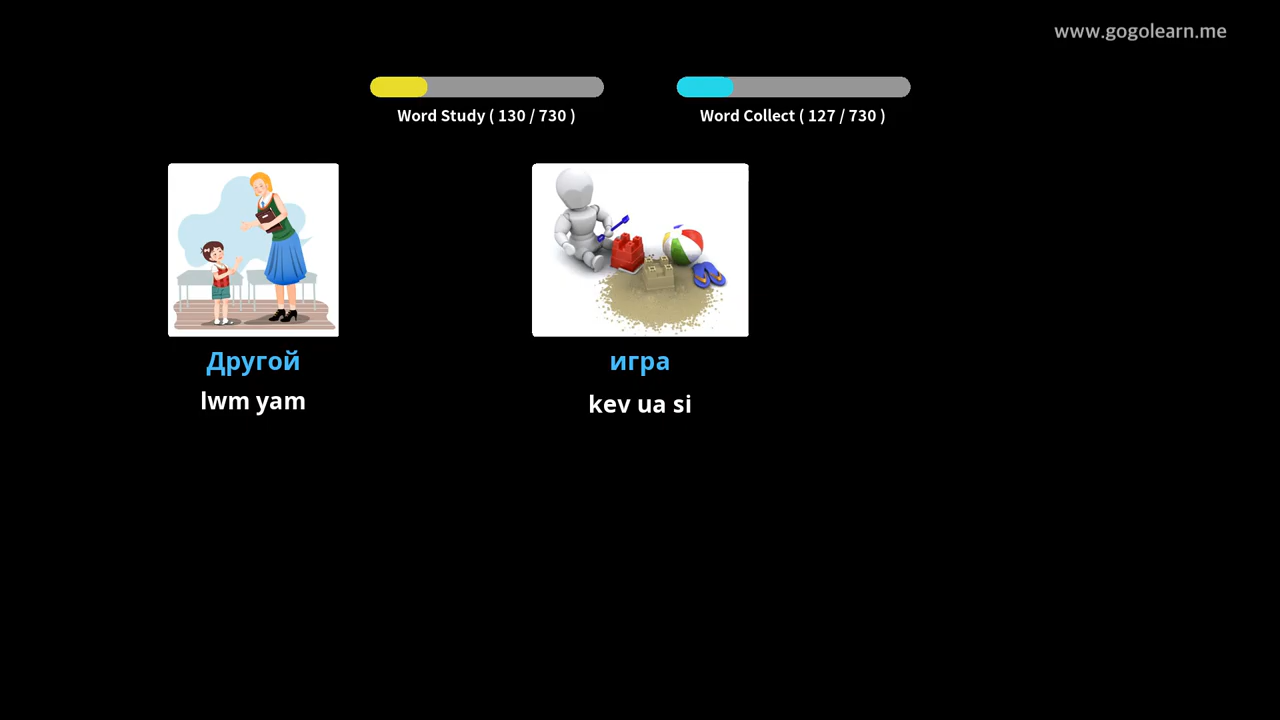 www.gogolearn.me
Word Study ( 130 / 730 )
Word Collect ( 127 / 730 )
Другой
lwm yam
игра
kev ua si